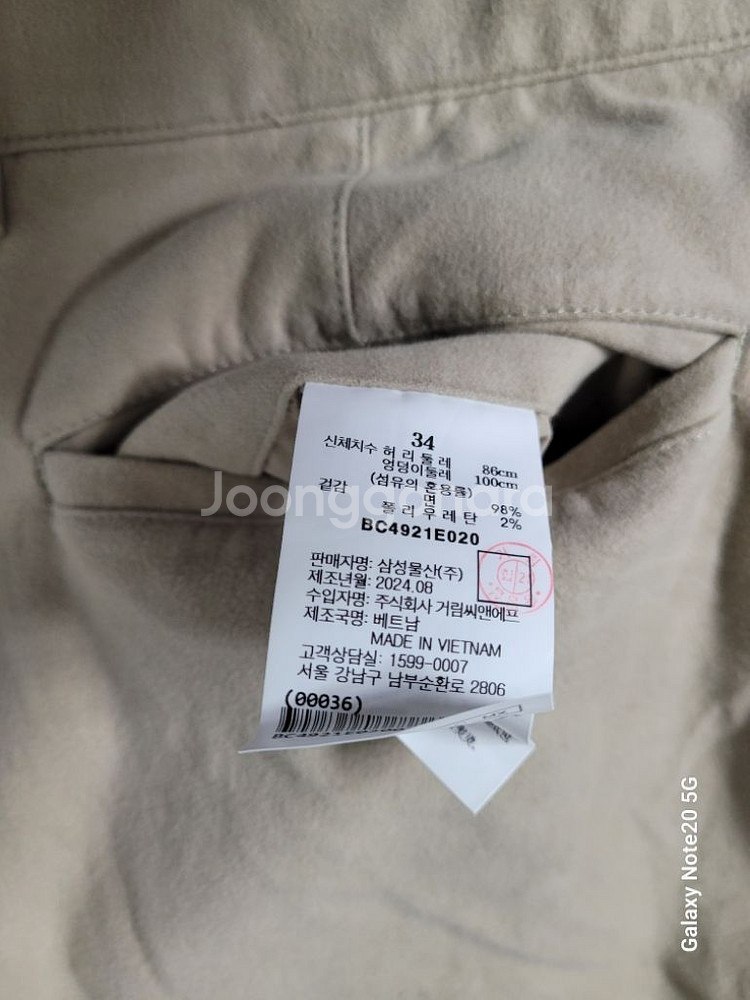 34
신체치수 허 리 둘 레 86cm
엉덩이둘레 100cm
(섬유의 혼용률)
겉감 면 98%
폴 리 우 레 탄 2%
BC4921E020
판매자명: 삼성물산(주)
제조년월: 2024.08
수입자명: 주식회사 거림씨앤에프
제조국명: 베트남
MADE IN VIETNAM
고객상담실: 1599-0007
서울 강남구 남부순환로 2806
(00036)
Joonggonara
Galaxy Note20 5G